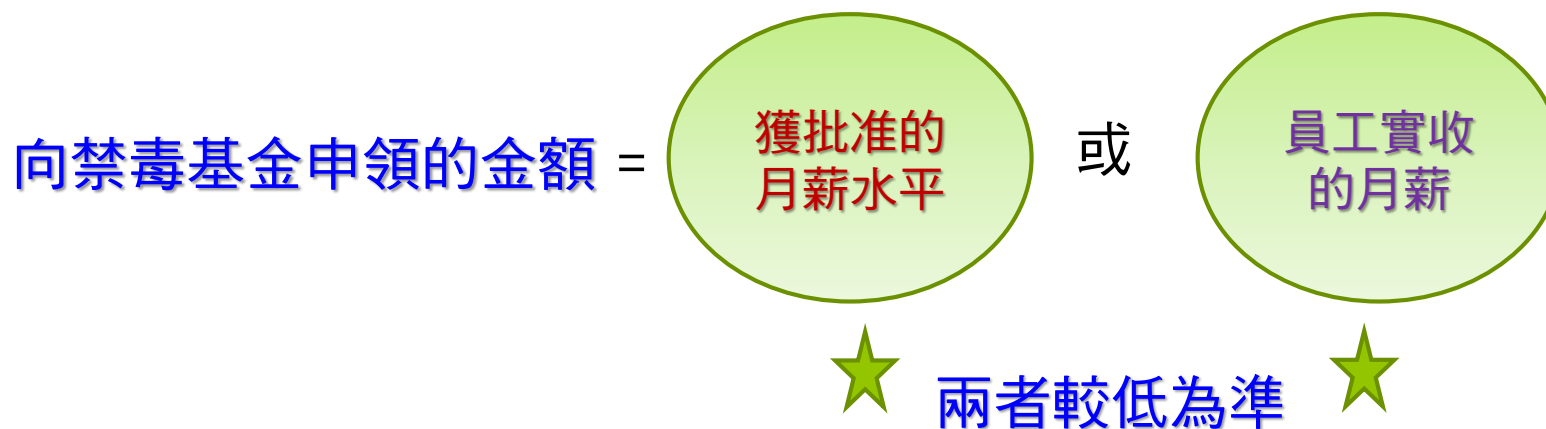 向禁毒基金申領的金額 =
獲批准的
月薪水平
或
員工實收
的月薪
兩者較低為準